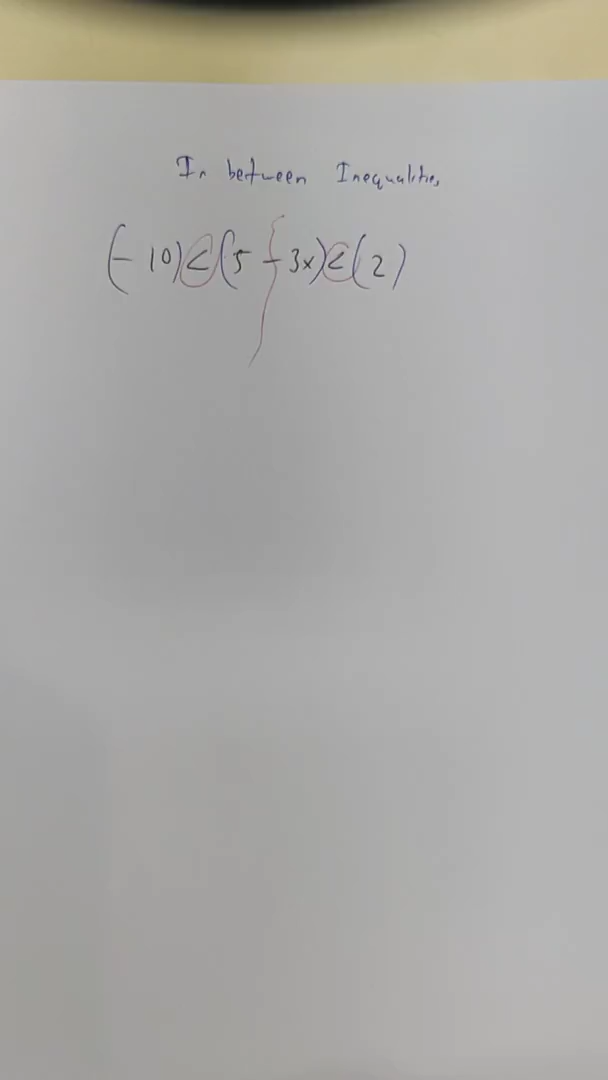 In between Inequalities
(-10) < (5 - 3x) ≤ (2)